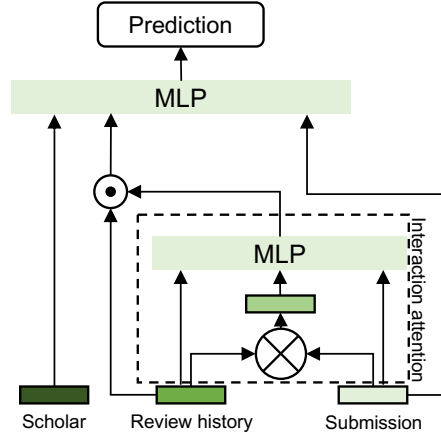 Prediction
MLP
MLP
Interaction attention
Scholar
Review history
Submission